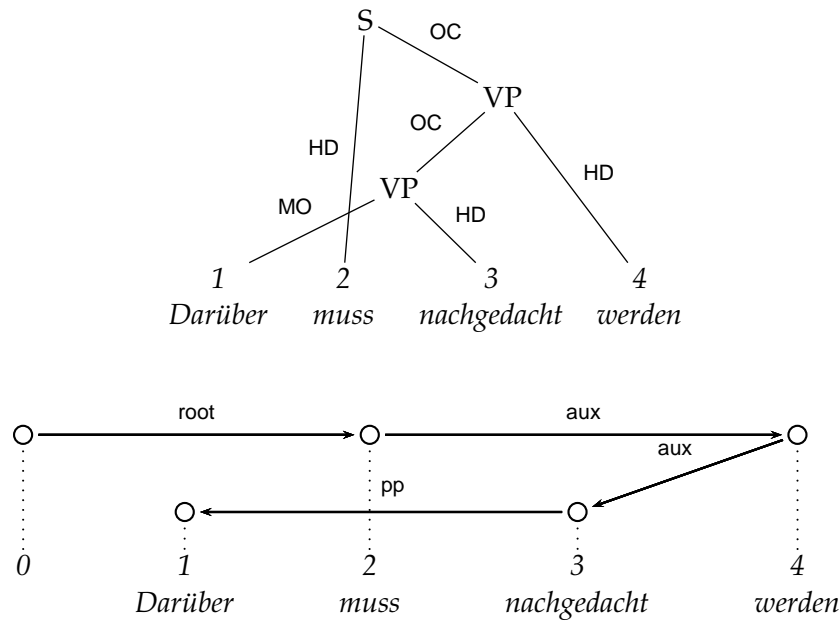 S OC
VP
OC
HD HD
VP
MO HD
1 2 3 4
Darüber muss nachgedacht werden
root aux
aux
pp
0 1 2 3 4
Darüber muss nachgedacht werden